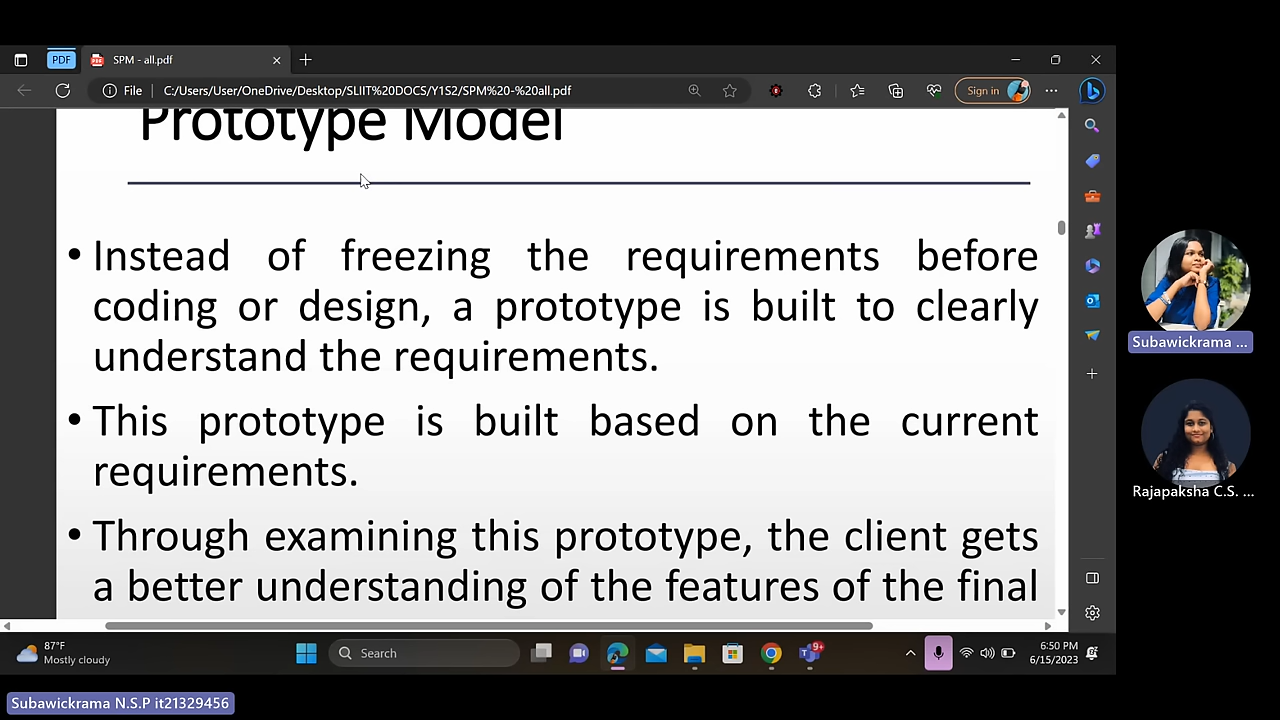 PDF
SPM - all.pdf
File
C:/Users/User/OneDrive/Desktop/SLIIT%20DOCS/Y1S2/SPM%20-%20all.pdf
Sign in
Prototype Model
• Instead of freezing the requirements before
coding or design, a prototype is built to clearly
understand the requirements.
• This prototype is built based on the current
requirements.
• Through examining this prototype, the client gets
a better understanding of the features of the final
Subawickrama ...
Rajapaksha C.S. ...
87°F
Mostly cloudy
Search
9+
6:50 PM
6/15/2023
Subawickrama N.S.P it21329456